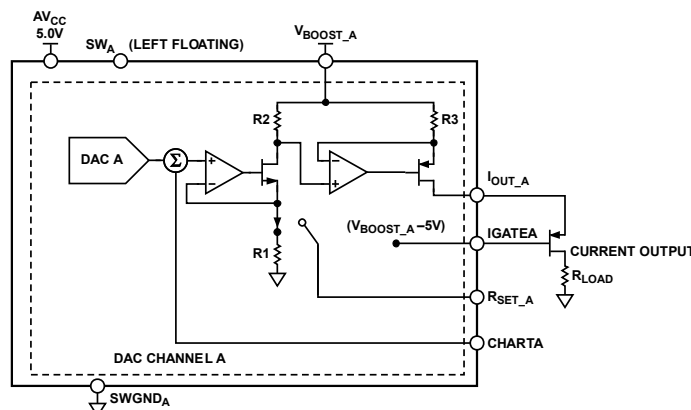 AVCC
5.0V
SWA (LEFT FLOATING)
VBOOST_A
R2
R3
DAC A
Σ
+
−
−
+
IOUT_A
R1
(VBOOST_A –5V)
IGATEA
CURRENT OUTPUT
RLOAD
RSET_A
CHARTA
DAC CHANNEL A
SWGNDA